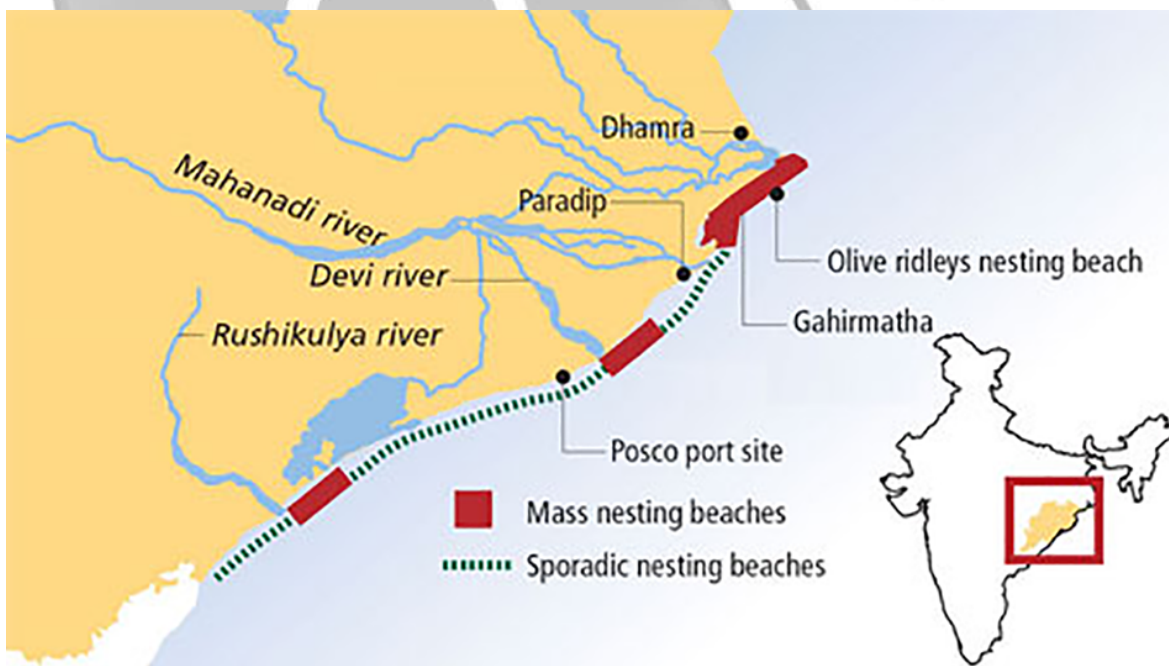 Dhamra
Mahanadi river
Paradip
Olive ridleys nesting beach
Devi river
Gahirmatha
Rushikulya river
Posco port site
Mass nesting beaches
Sporadic nesting beaches